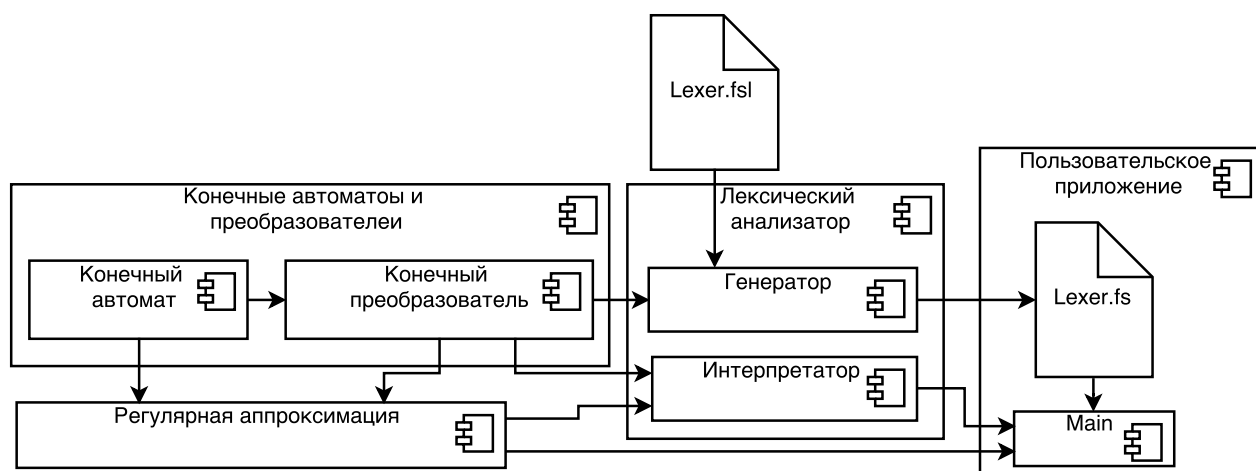 Lexer.fsl
Пользовательское
приложение
Конечные автоматоы и
преобразователеи
Лексический
анализатор
Конечный
автомат
Конечный
преобразователь
Генератор
Lexer.fs
Интерпретатор
Регулярная аппроксимация
Main